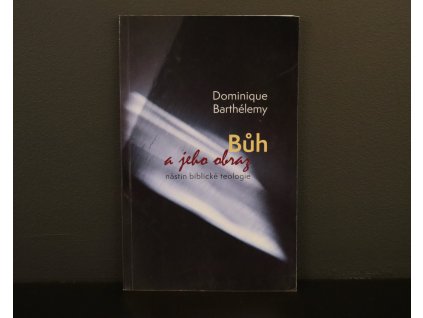 Dominique
Barthélemy
Bůh
a jeho obraz
nástin biblické teologie